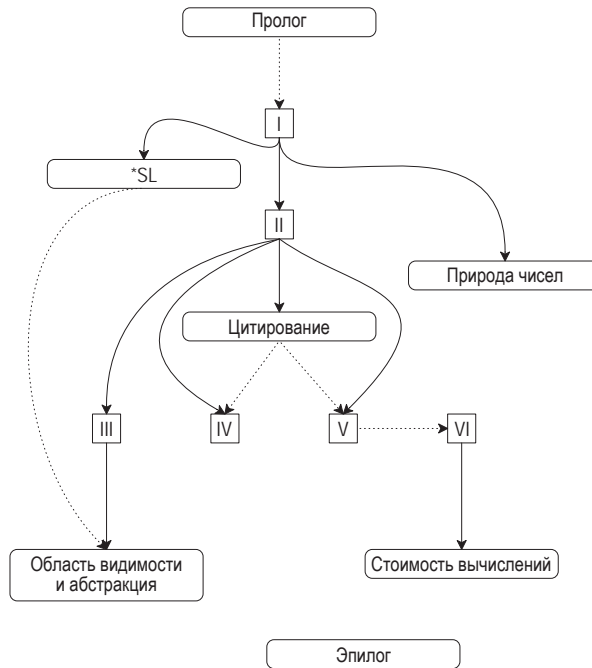 Пролог
I
*SL
II
Природа чисел
Цитирование
III
IV
V
VI
Область видимости
и абстракция
Стоимость вычислений
Эпилог